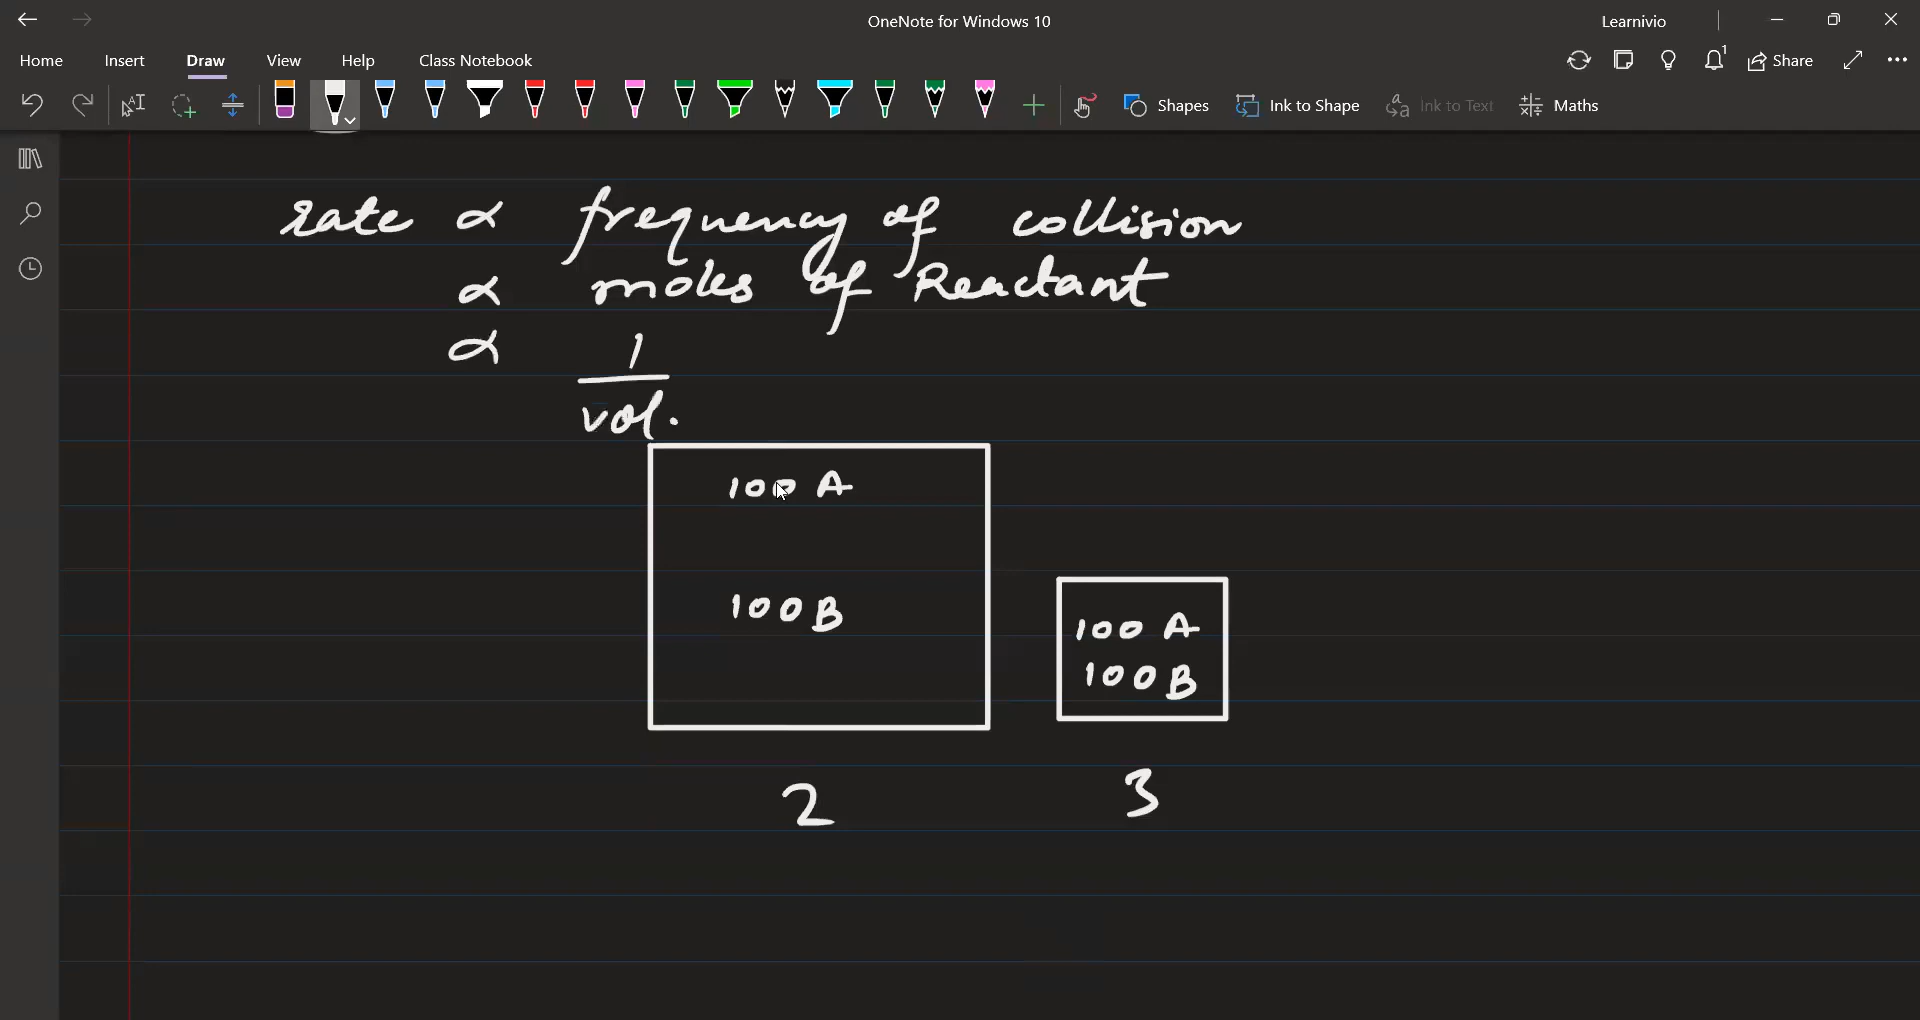 OneNote for Windows 10
Learnivio
Home Insert Draw View Help Class Notebook
1 Share
Shapes Ink to Shape Ink to Text Maths
rate α frequency of collision
α moles of Reactant
α 1
vol.
100 A
100 B
100 A
100 B
2 3